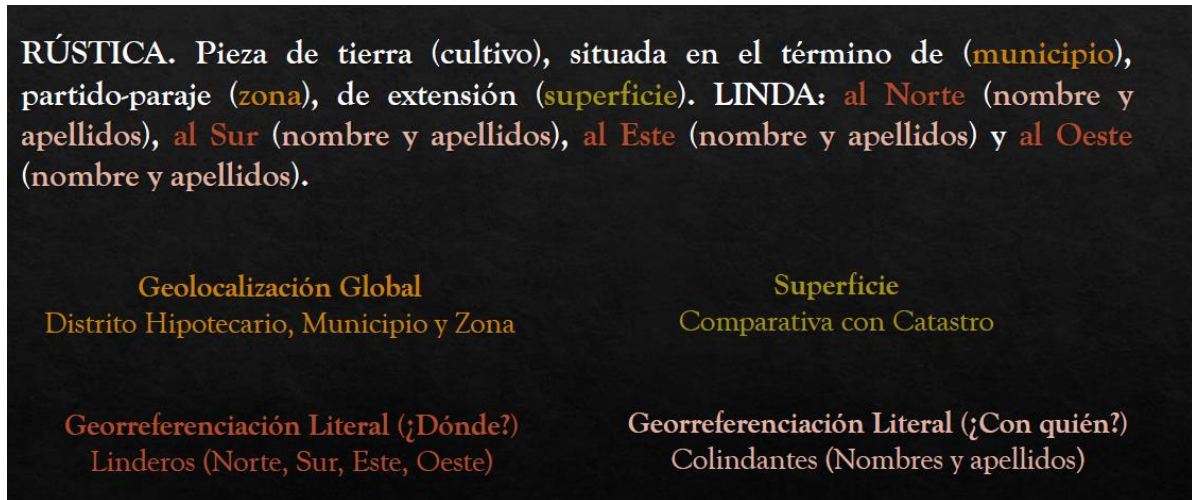 RÚSTICA. Pieza de tierra (cultivo), situada en el término de (municipio),
partido-paraje (zona), de extensión (superficie). LINDA: al Norte (nombre y
apellidos), al Sur (nombre y apellidos), al Este (nombre y apellidos) y al Oeste
(nombre y apellidos).
Geolocalización Global
Distrito Hipotecario, Municipio y Zona
Superficie
Comparativa con Catastro
Georreferenciación Literal (¿Dónde?)
Linderos (Norte, Sur, Este, Oeste)
Georreferenciación Literal (¿Con quién?)
Colindantes (Nombres y apellidos)